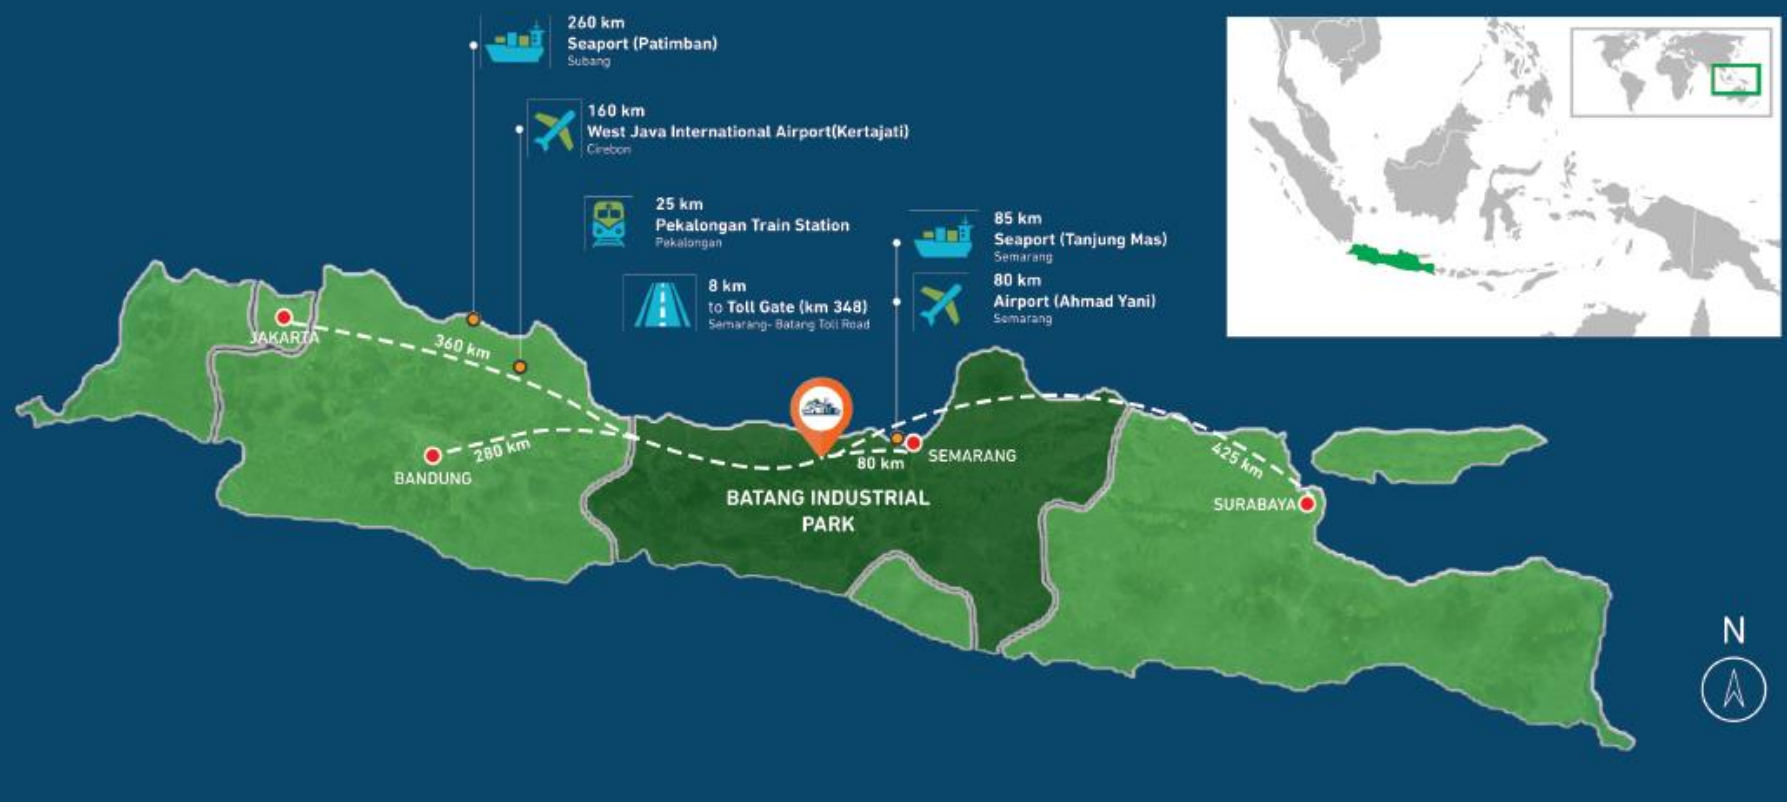 260 km
Seaport (Patimban)
Subang
160 km
West Java International Airport(Kertajati)
Cirebon
25 km
Pekalongan Train Station
Pekalongan
85 km
Seaport (Tanjung Mas)
Semarang
8 km
to Toll Gate (km 348)
Semarang- Batang Toll Road
80 km
Airport (Ahmad Yani)
Semarang
JAKARTA
360 km
BANDUNG
280 km
80 km
SEMARANG
BATANG INDUSTRIAL
PARK
425 km
SURABAYA
N